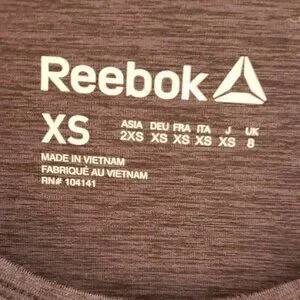 Reebok
XS
ASIA DEU FRA ITA J UK
2XS XS XS XS XS 8
MADE IN VIETNAM
FABRIQUÉ AU VIETNAM
RN# 104141